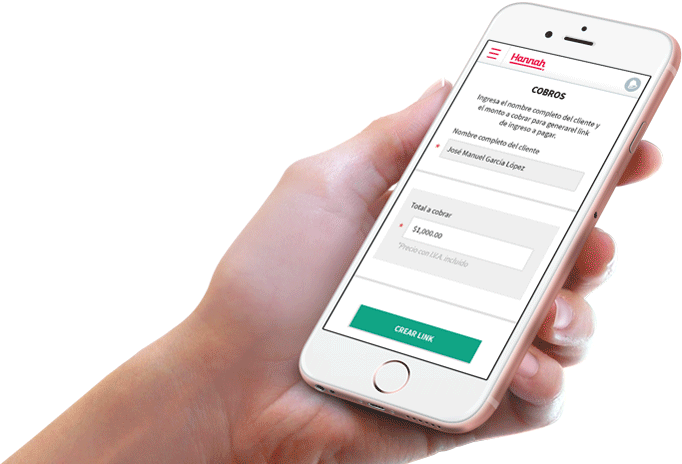 Hannah
COBROS
Ingresa el nombre completo del cliente y
el monto a cobrar para generarel link
de ingreso a pagar.
Nombre completo del cliente
* José Manuel García López
Total a cobrar
* $1,000.00
*Precio con I.V.A. incluido
CREAR LINK